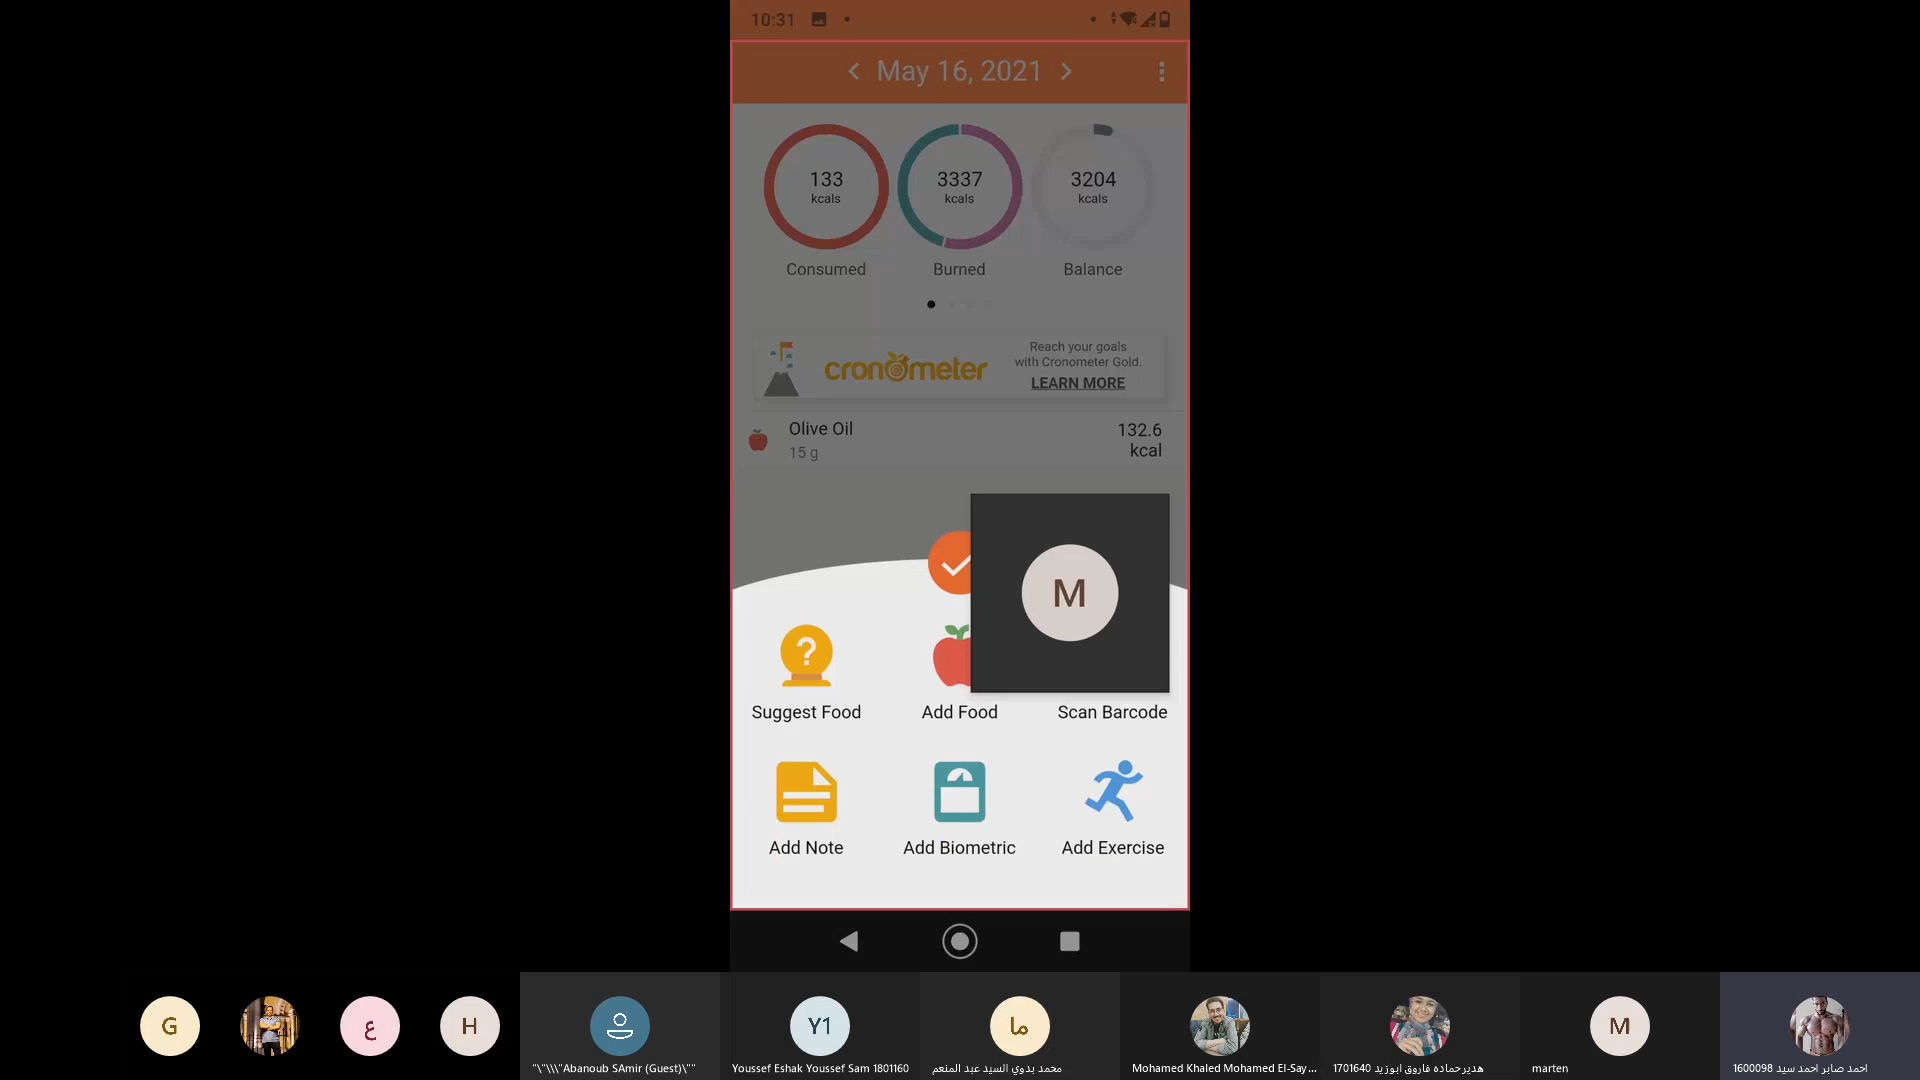 10:31
May 16, 2021
133
kcals
3337
kcals
3204
kcals
Consumed
Burned
Balance
cronometer
Reach your goals
with Cronometer Gold.
LEARN MORE
Olive Oil
15 g
132.6
kcal
M
?
Suggest Food
Add Food
Scan Barcode
Add Note
Add Biometric
Add Exercise
G
ع
H
Y1
ما
M
"\"\\\"Abanoub SAmir (Guest)\""
Youssef Eshak Youssef Sam 1801160
محمد بدوي السيد عبد المنعم
Mohamed Khaled Mohamed El-Say...
هديرحماده فاروق ابوزيد 1701640
marten
احمد صابر احمد سيد 1600098